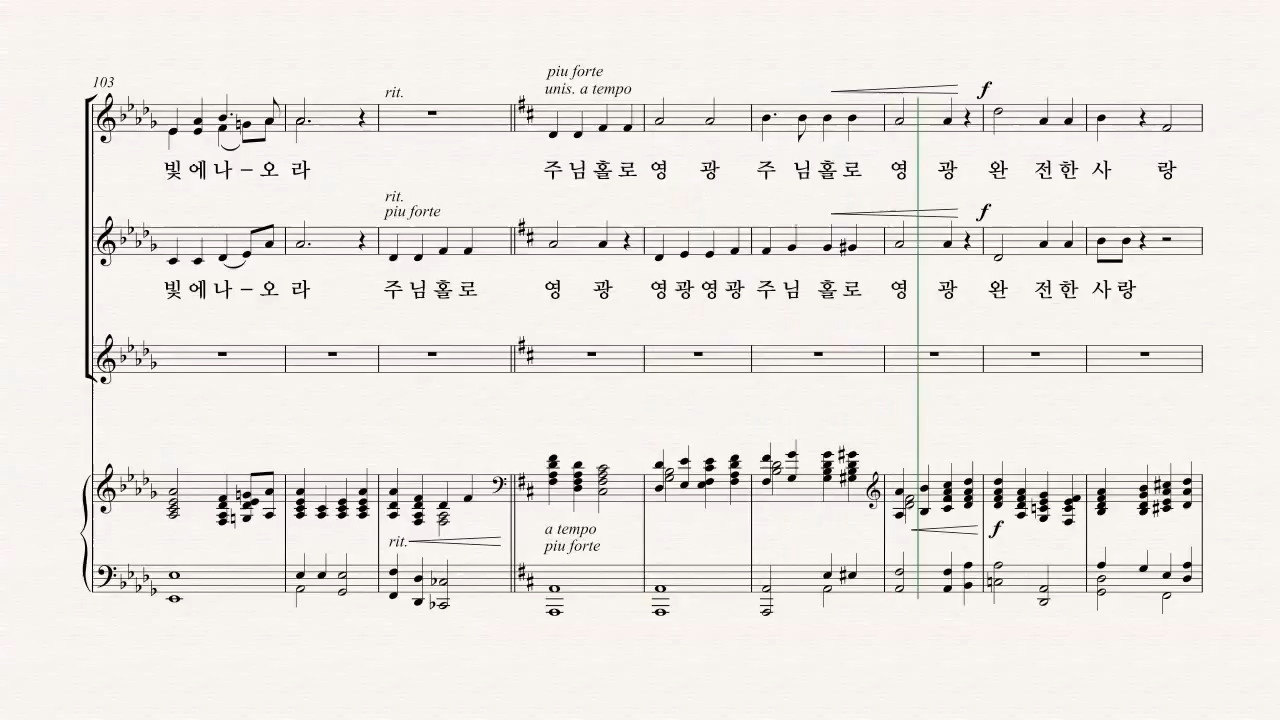 103
rit.
piu forte
unis. a tempo
f
빛에나–오 라 주님홀로 영 광 주 님홀로 영 광 완 전한 사 랑
rit.
piu forte
f
빛에나–오 라 주님홀로 영 광 영광영광 주님 홀로 영 광 완 전한 사랑
rit.
a tempo
piu forte
f